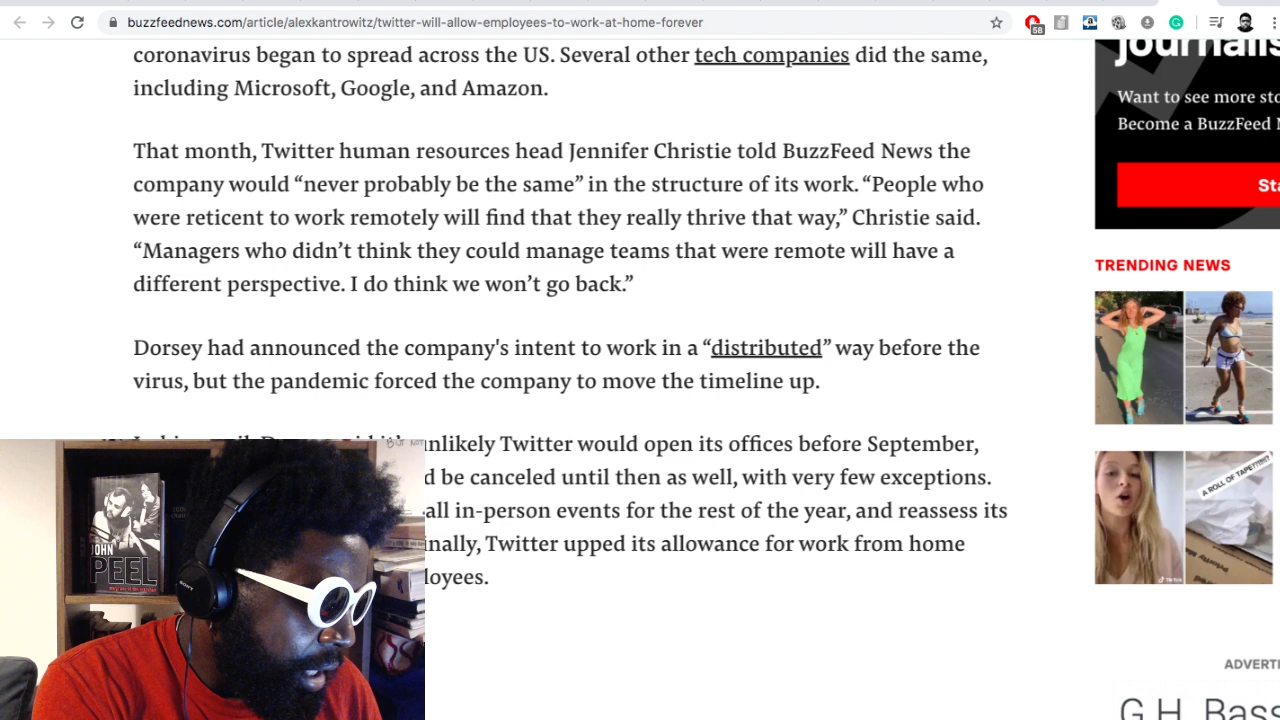 buzzfeednews.com/article/alexkantrowitz/twitter-will-allow-employees-to-work-at-home-forever
58
coronavirus began to spread across the US. Several other tech companies did the same,
including Microsoft, Google, and Amazon.
That month, Twitter human resources head Jennifer Christie told BuzzFeed News the
company would “never probably be the same” in the structure of its work. “People who
were reticent to work remotely will find that they really thrive that way,” Christie said.
“Managers who didn’t think they could manage teams that were remote will have a
different perspective. I do think we won’t go back.”
Dorsey had announced the company's intent to work in a “distributed” way before the
virus, but the pandemic forced the company to move the timeline up.
unlikely Twitter would open its offices before September,
d be canceled until then as well, with very few exceptions.
all in-person events for the rest of the year, and reassess its
inally, Twitter upped its allowance for work from home
loyees.
journalis
Want to see more sto
Become a BuzzFeed N
Sta
TRENDING NEWS
A ROLL OF TAPE!!!!!
TikTok
Priority Ma
ADVERTI
G.H. Bass
BUT NOT
JOHN
PEEL
SONY